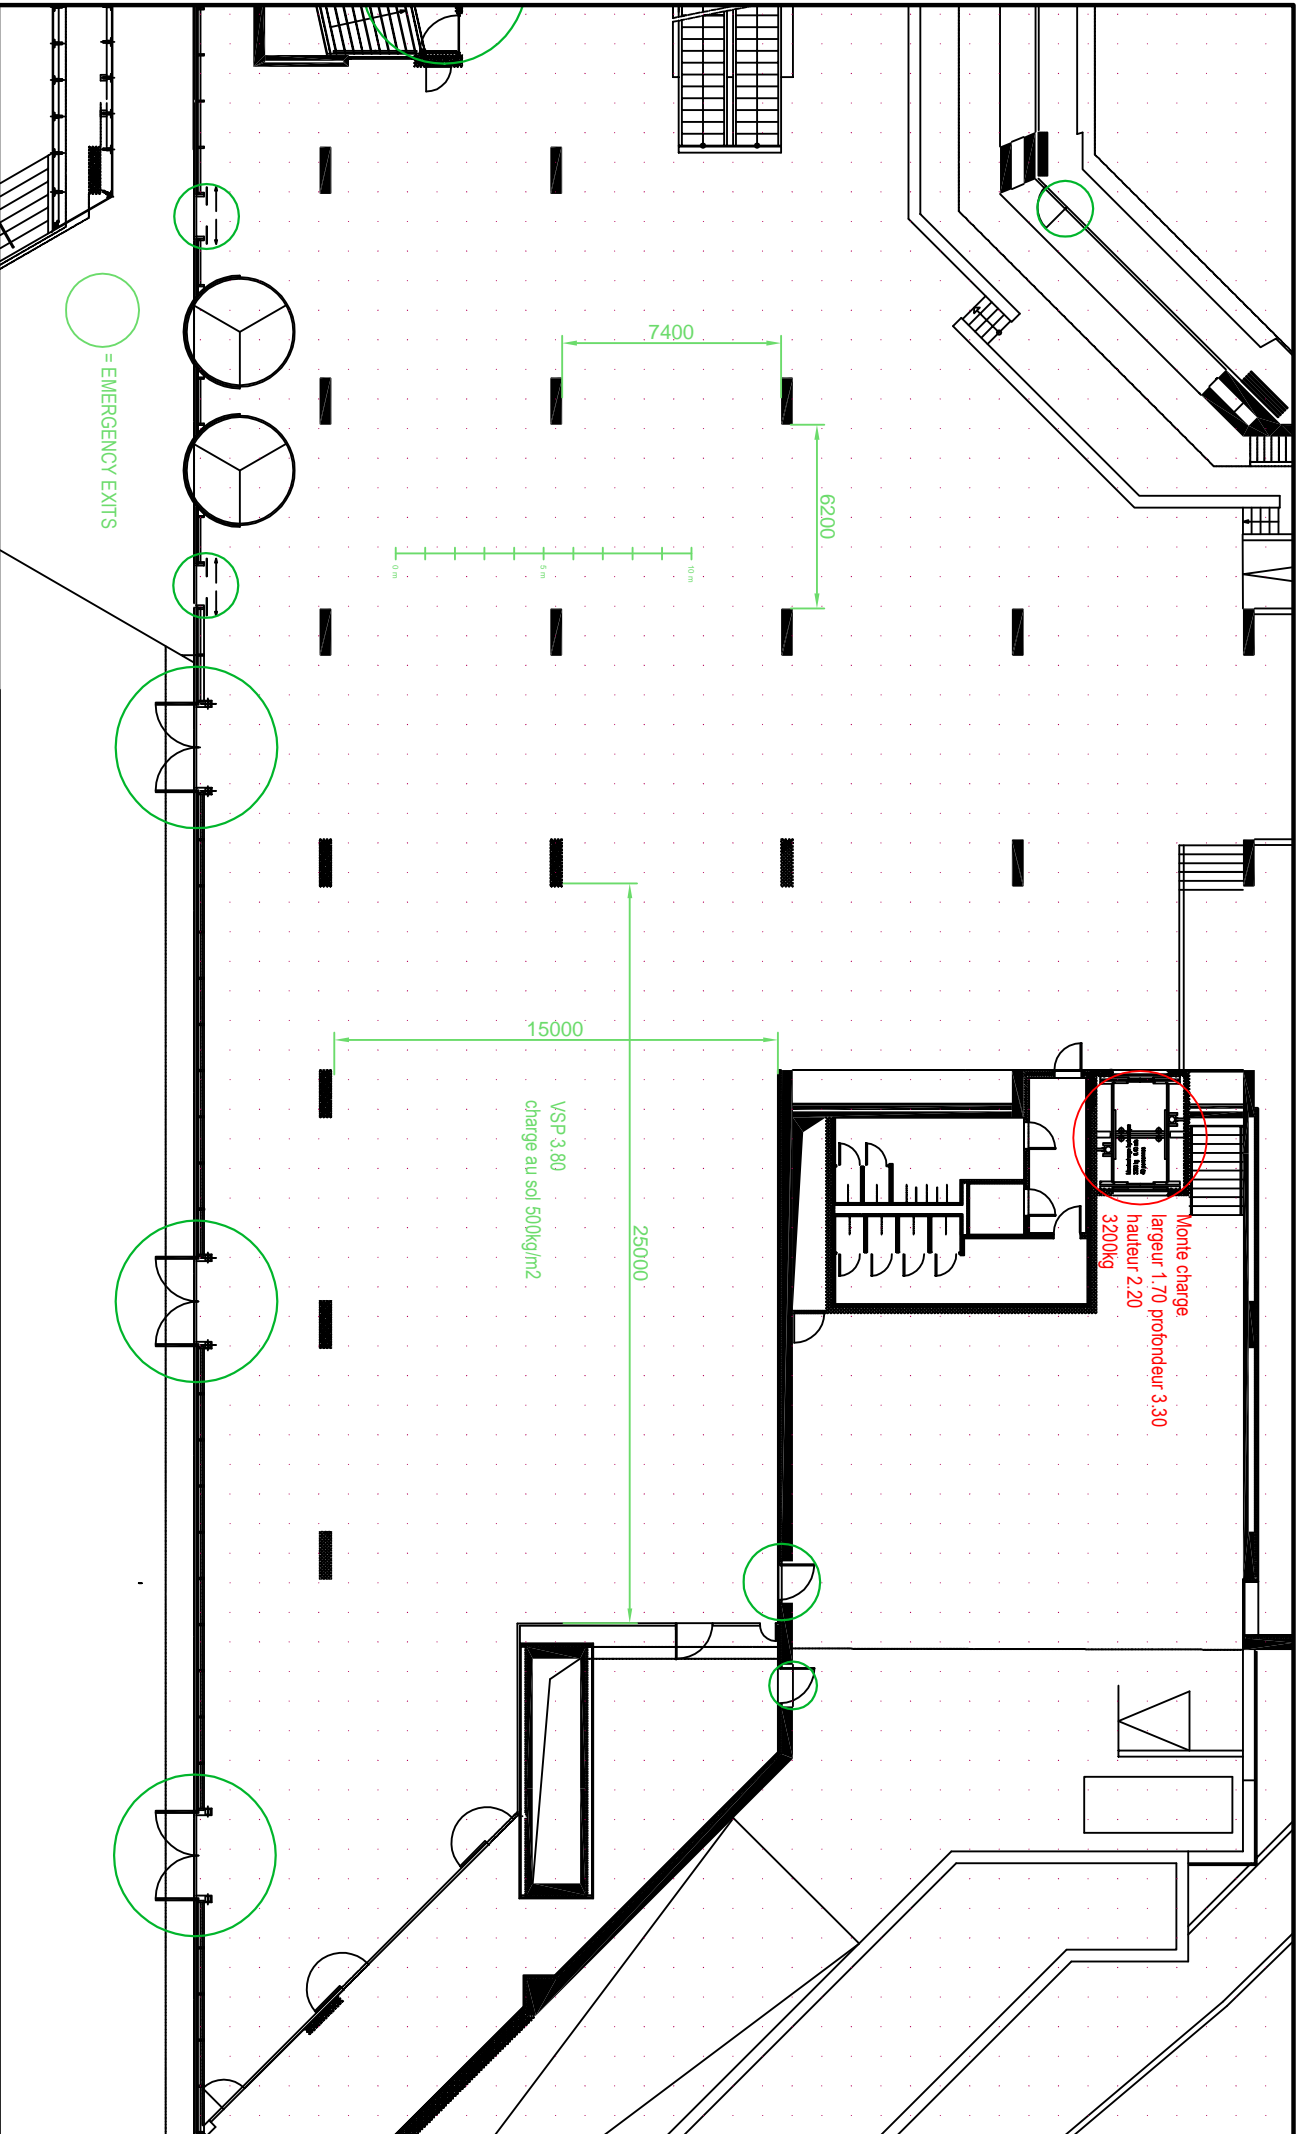 = EMERGENCY EXITS
7400
6200
0 m
5 m
10 m
15000
25000
VSP 3.80
charge au sol 500kg/m2
Monte charge
largeur 1.70 profondeur 3.30
hauteur 2.20
3200kg